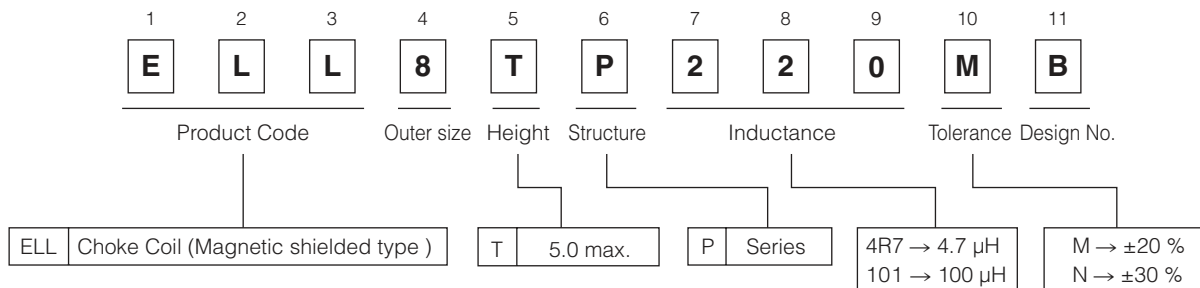 1 2 3 4 5 6 7 8 9 10 11
E L L 8 T P 2 2 0 M B
Product Code Outer size Height Structure Inductance Tolerance Design No.
ELL Choke Coil (Magnetic shielded type ) T 5.0 max. P Series 4R7 → 4.7 μH M → ±20 %
101 → 100 μH N → ±30 %